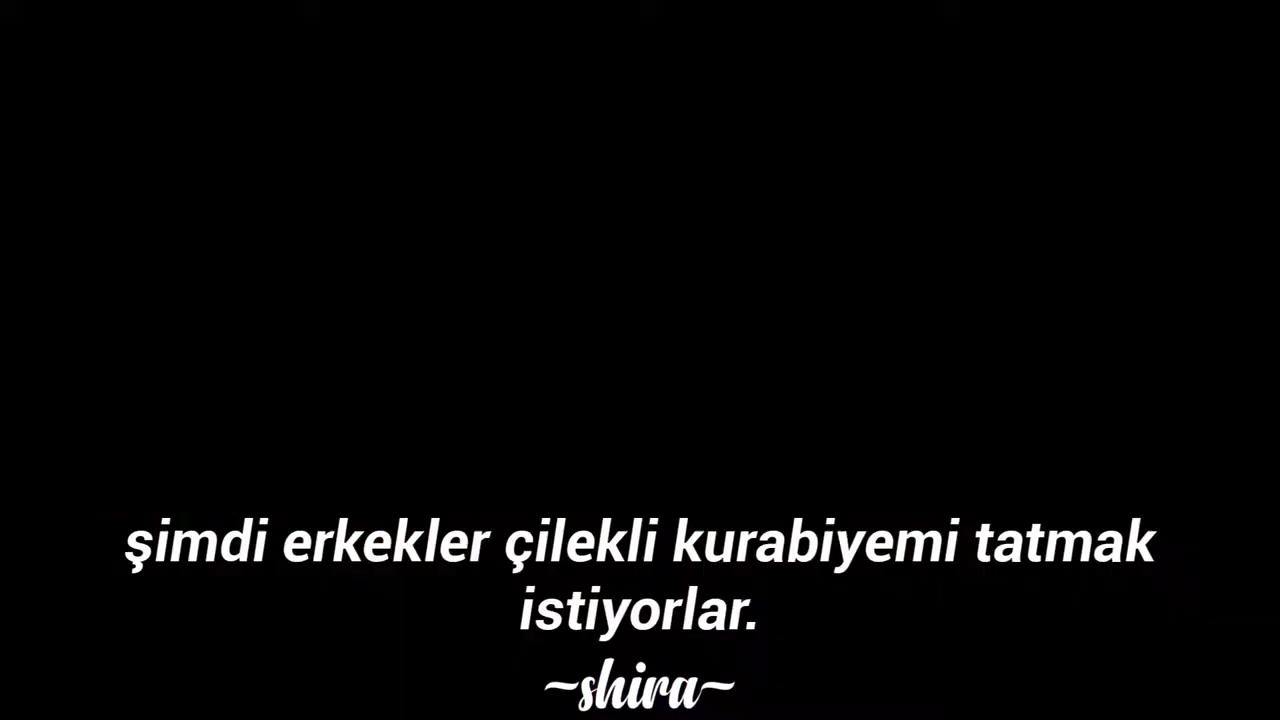 şimdi erkekler çilekli kurabiyemi tatmak
istiyorlar.
~shira~